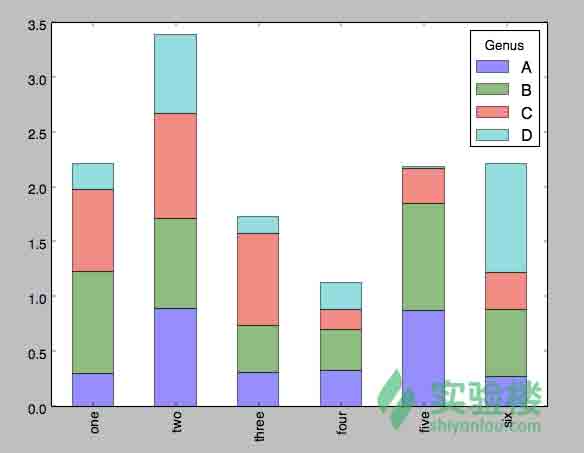 3.5
3.0
2.5
2.0
1.5
1.0
0.5
0.0
Genus
A
B
C
D
one
two
three
four
five
six
实验楼
shiyanlou.com